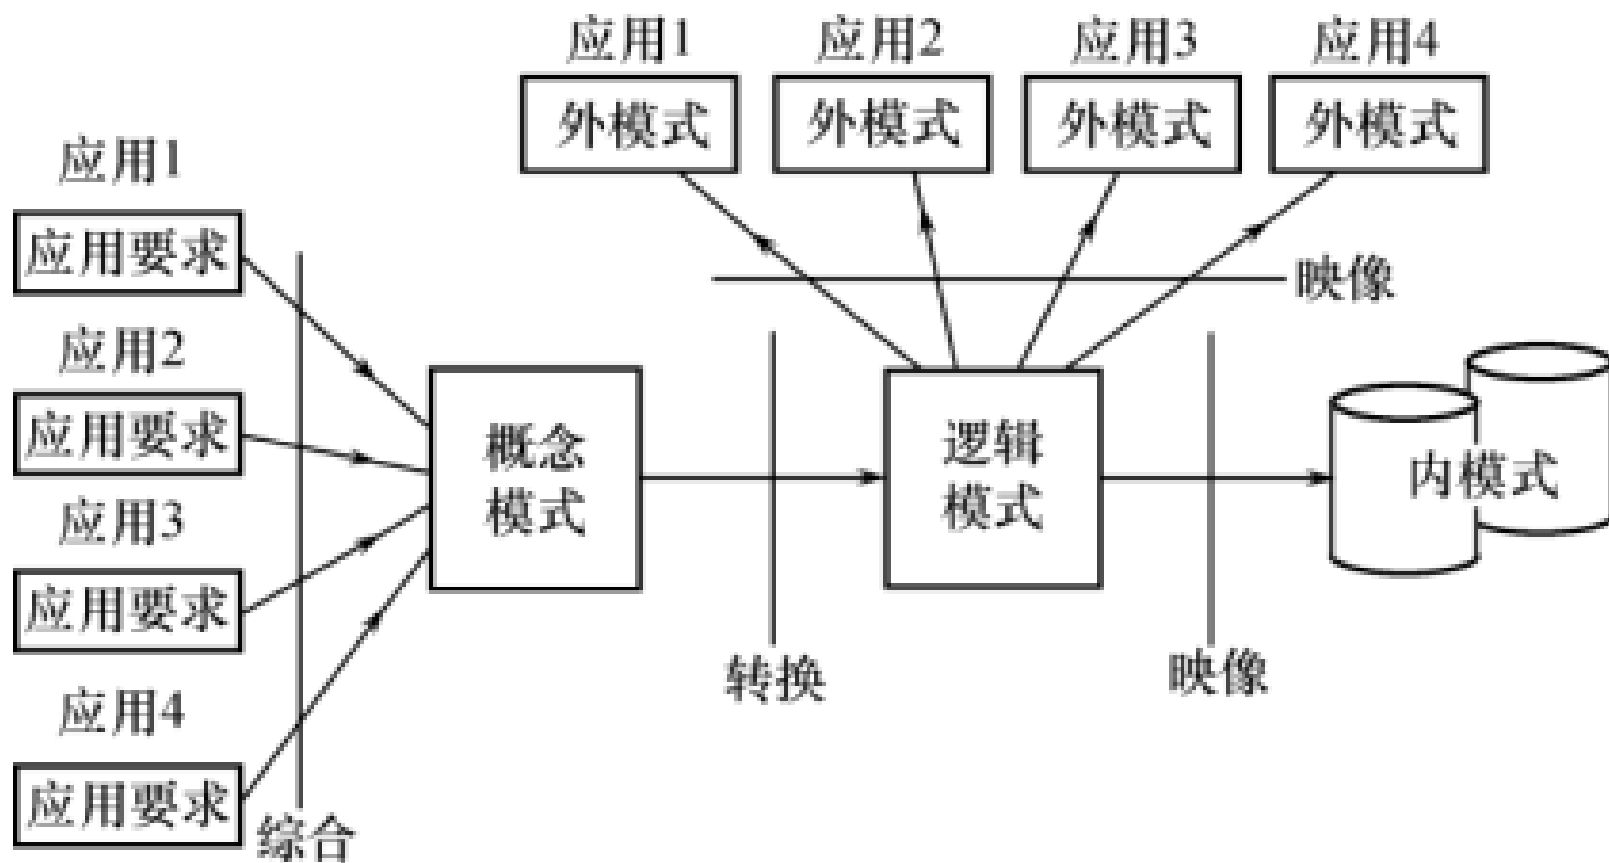 应用1
应用2
应用3
应用4
外模式
外模式
外模式
外模式
应用1
应用要求
应用2
应用要求
应用3
应用要求
应用4
应用要求
综合
概念
模式
转换
逻辑
模式
映像
映像
内模式